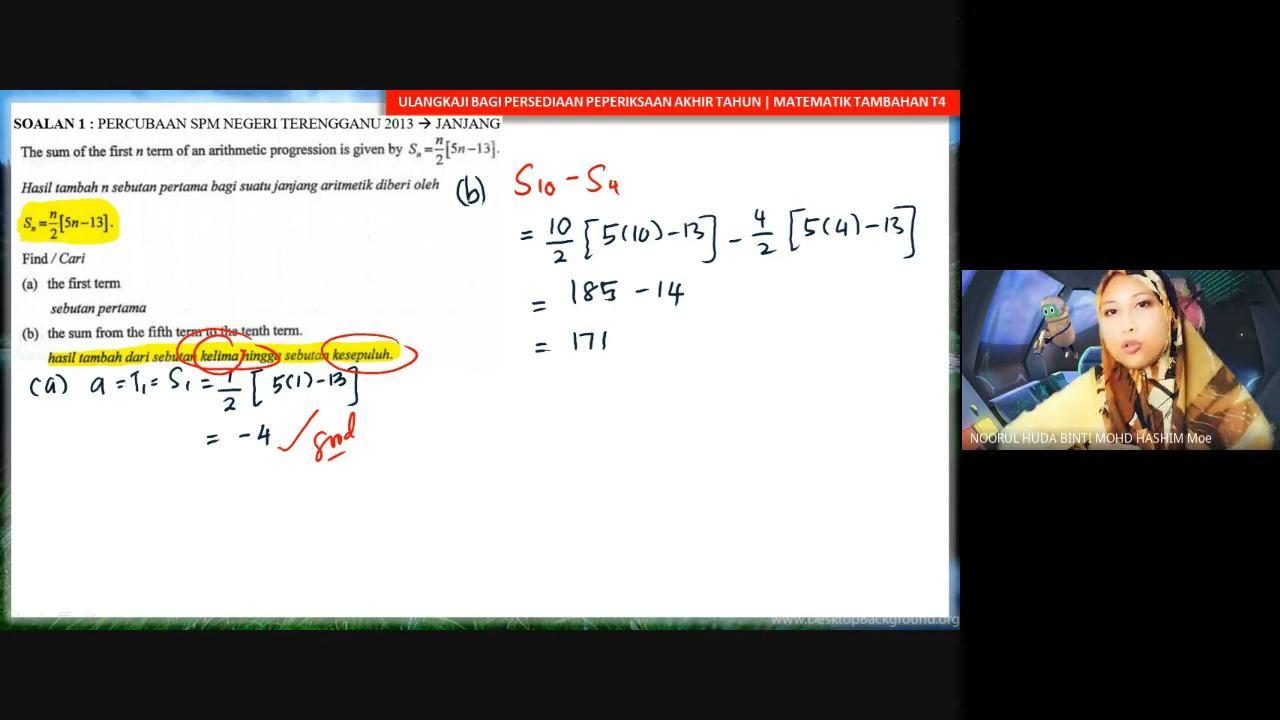 ULANGKAJI BAGI PERSEDIAAN PEPERIKSAAN AKHIR TAHUN | MATEMATIK TAMBAHAN T4
SOALAN 1 : PERCUBAAN SPM NEGERI TERENGGANU 2013 → JANJANG
The sum of the first n term of an arithmetic progression is given by Sₙ = n/2 [5n−13].
Hasil tambah n sebutan pertama bagi suatu janjang aritmetik diberi oleh
Sₙ = n/2 [5n−13].
Find / Cari
(a) the first term
sebutan pertama
(b) the sum from the fifth term to the tenth term.
hasil tambah dari sebutan kelima hingga sebutan kesepuluh.
(a) a = T₁ = S₁ = 1/2 [5(1)−13]
= −4 ✓
(b) S₁₀ − S₄
= 10/2 [5(10)−13] − 4/2 [5(4)−13]
= 185 − 14
= 171
NOORUL HUDA BINTI MOHD HASHIM Moe
www.DesktopBackground.org